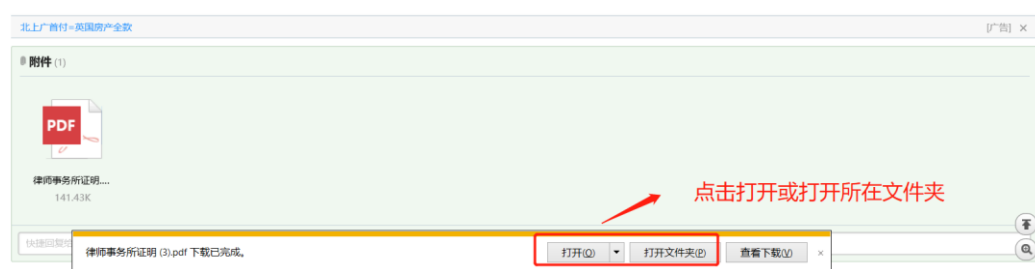 北上广首付=英国房产全款
[广告] ×
附件 (1)
PDF
律师事务所证明....
141.43K
点击打开或打开所在文件夹
快捷回复给
律师事务所证明 (3).pdf 下载已完成。
打开(O)
打开文件夹(P)
查看下载(V)
×